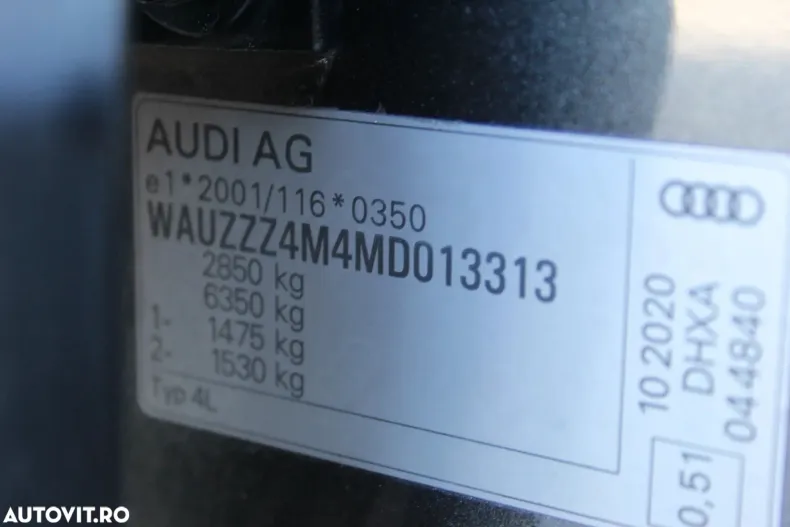 AUDI AG
e1*2001/116*0350
WAUZZZ4M4MD013313
2850 kg
6350 kg
1- 1475 kg
2- 1530 kg
Typ 4L
10 2020
DHXA
044840
0,51
AUTOVIT.RO